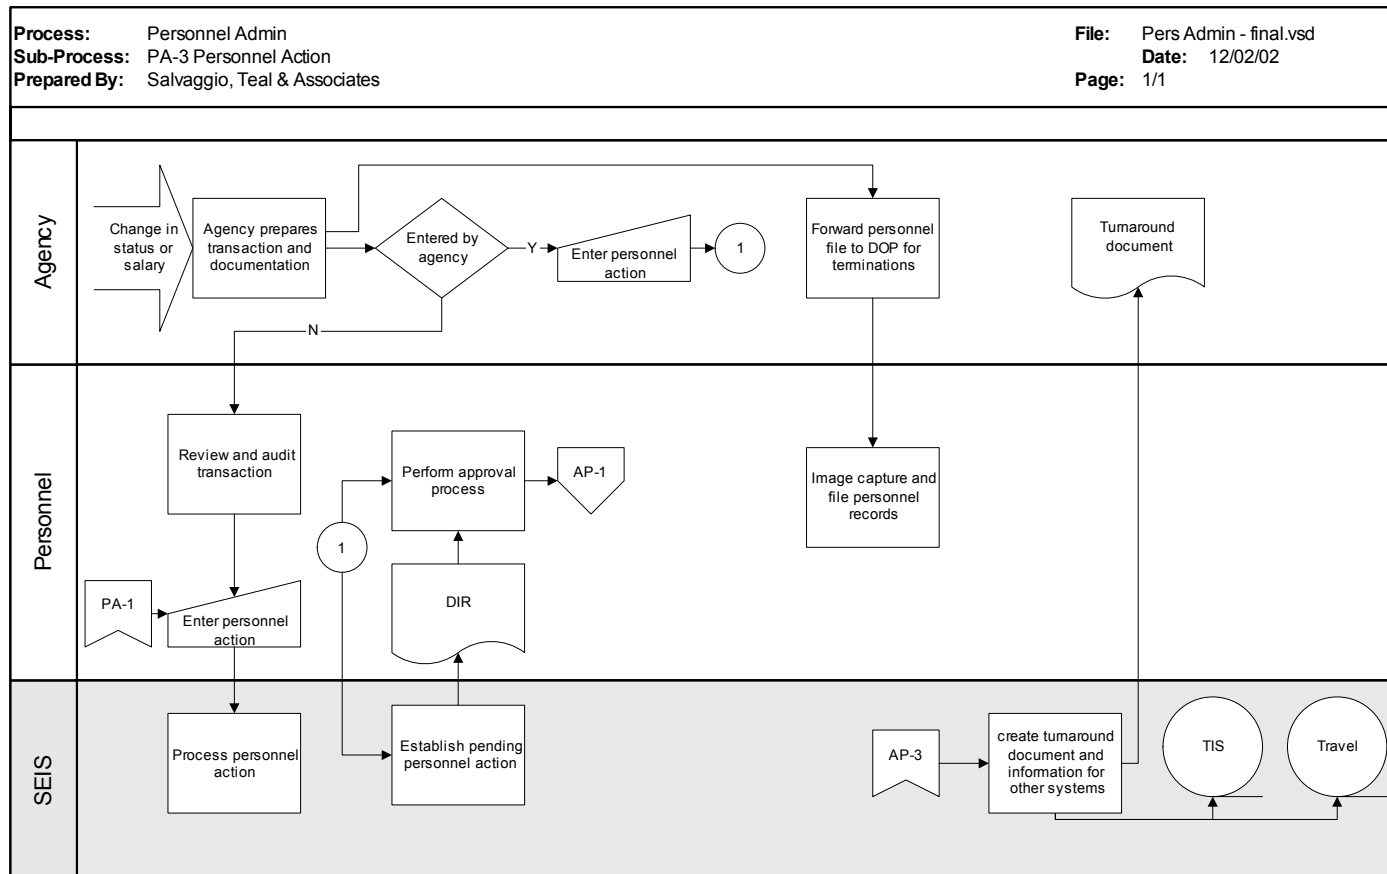 Process: Personnel Admin
Sub-Process: PA-3 Personnel Action
Prepared By: Salvaggio, Teal & Associates
File: Pers Admin - final.vsd
Date: 12/02/02
Page: 1/1
Agency
Change in
status or
salary
Agency prepares
transaction and
documentation
Entered by
agency
Y
Enter personnel
action
1
Forward personnel
file to DOP for
terminations
Turnaround
document
N
Personnel
Review and audit
transaction
Perform approval
process
AP-1
Image capture and
file personnel
records
1
PA-1
Enter personnel
action
DIR
SEIS
Process personnel
action
Establish pending
personnel action
AP-3
create turnaround
document and
information for
other systems
TIS
Travel